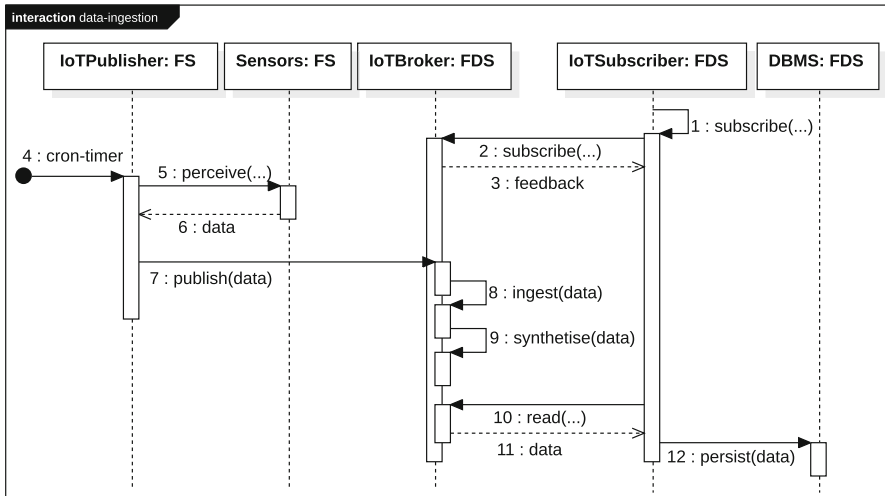 interaction data-ingestion
IoTPublisher: FS
Sensors: FS
IoTBroker: FDS
IoTSubscriber: FDS
DBMS: FDS
1 : subscribe(...)
2 : subscribe(...)
3 : feedback
4 : cron-timer
5 : perceive(...)
6 : data
7 : publish(data)
8 : ingest(data)
9 : synthetise(data)
10 : read(...)
11 : data
12 : persist(data)